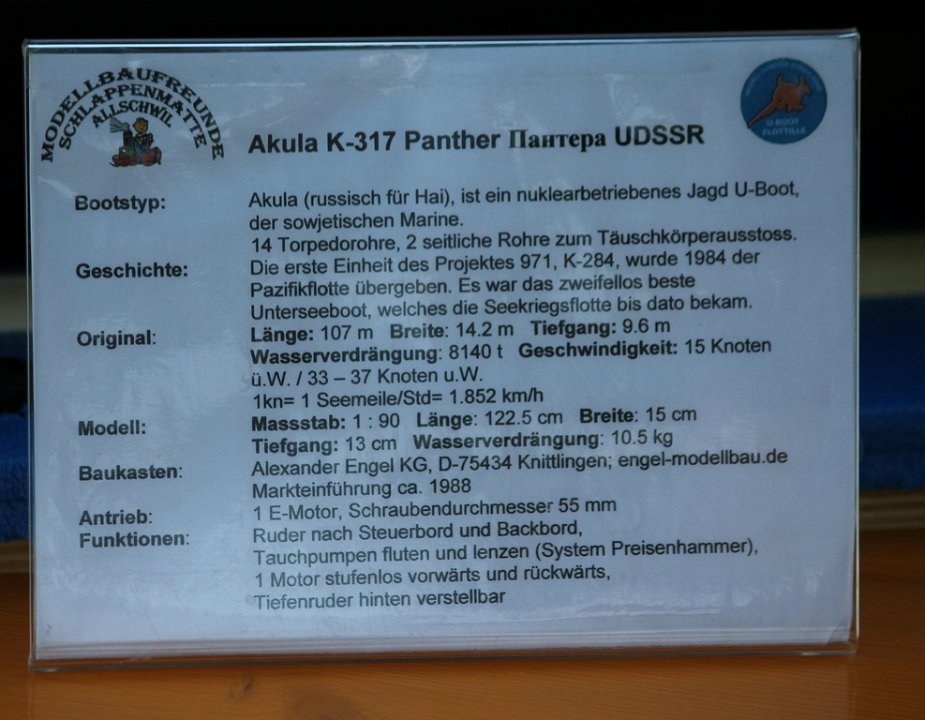 MODELLBAUFREUNDE
SCHLAPPENMATTE
ALLSCHWIL
U-BOOT
FLOTTILLE
Akula K-317 Panther Пантера UDSSR
Bootstyp: Akula (russisch für Hai), ist ein nuklearbetriebenes Jagd U-Boot,
der sowjetischen Marine.
14 Torpedorohre, 2 seitliche Rohre zum Täuschkörperausstoss.
Geschichte: Die erste Einheit des Projektes 971, K-284, wurde 1984 der
Pazifikflotte übergeben. Es war das zweifellos beste
Unterseeboot, welches die Seekriegsflotte bis dato bekam.
Original: Länge: 107 m Breite: 14.2 m Tiefgang: 9.6 m
Wasserverdrängung: 8140 t Geschwindigkeit: 15 Knoten
ü.W. / 33 – 37 Knoten u.W.
1kn= 1 Seemeile/Std= 1.852 km/h
Modell: Massstab: 1 : 90 Länge: 122.5 cm Breite: 15 cm
Tiefgang: 13 cm Wasserverdrängung: 10.5 kg
Baukasten: Alexander Engel KG, D-75434 Knittlingen; engel-modellbau.de
Markteinführung ca. 1988
Antrieb: 1 E-Motor, Schraubendurchmesser 55 mm
Funktionen: Ruder nach Steuerbord und Backbord,
Tauchpumpen fluten und lenzen (System Preisenhammer),
1 Motor stufenlos vorwärts und rückwärts,
Tiefenruder hinten verstellbar